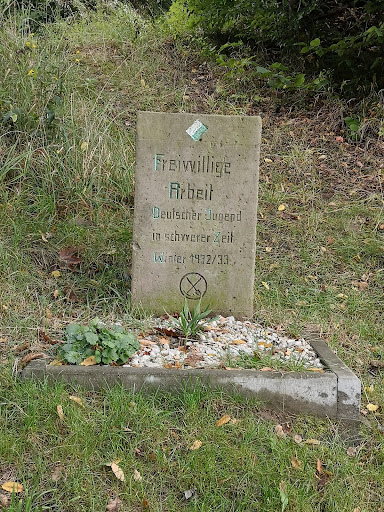 Freiwillige
Arbeit
Deutscher Jugend
in schwerer Zeit
Winter 1932/33